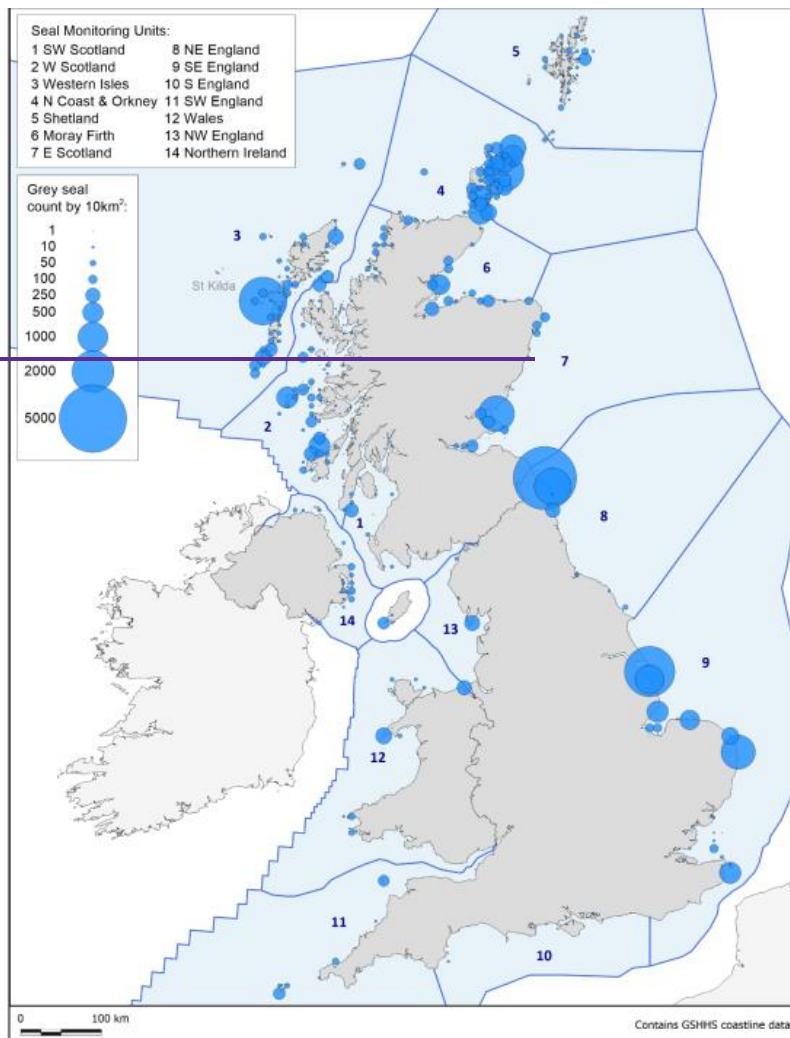 Seal Monitoring Units:
1 SW Scotland 8 NE England
2 W Scotland 9 SE England
3 Western Isles 10 S England
4 N Coast & Orkney 11 SW England
5 Shetland 12 Wales
6 Moray Firth 13 NW England
7 E Scotland 14 Northern Ireland
Grey seal
count by 10km²:
1
10
50
100
250
500
1000
2000
5000
5
4
3
St Kilda
6
7
2
1
8
14
13
9
12
11
10
0 100 km
Contains GSHHS coastline data